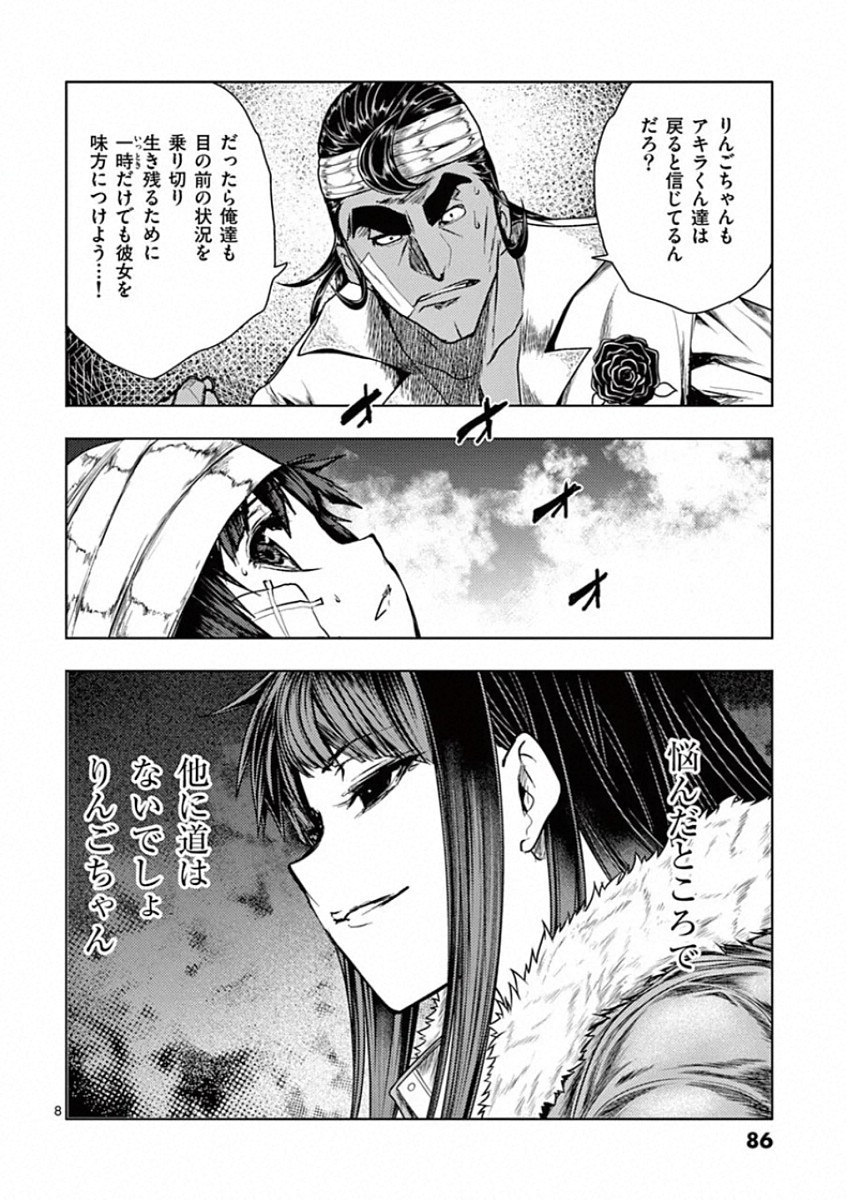 りんごちゃんも
アキラくん達は
戻ると信じてるん
だろ？
だったら俺達も
目の前の状況を
乗り切り
生き残るために
一時だけでも彼女を
いっとき
味方につけよう…！
オ
オ
オ
オ
悩んだところで
他に道は
ないでしょ
りんごちゃん
8
86